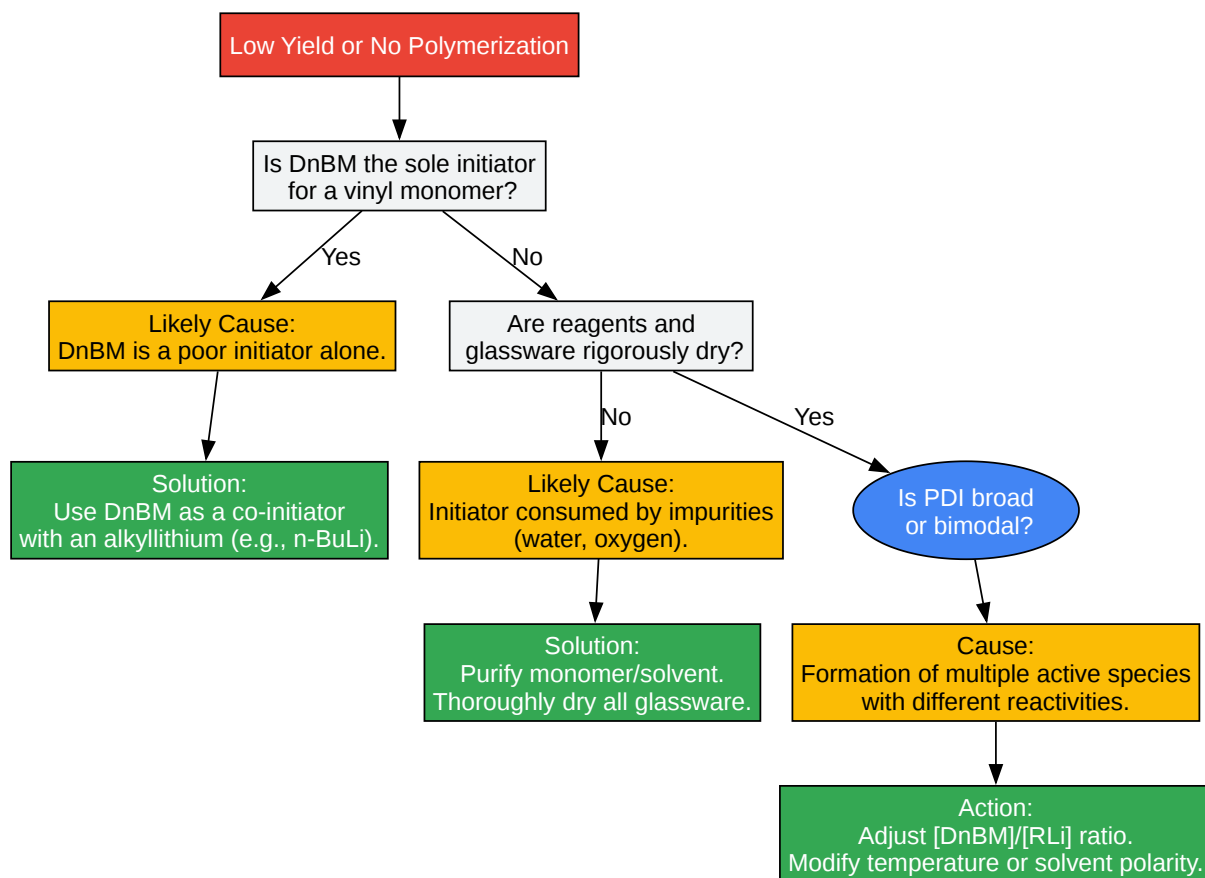 Low Yield or No Polymerization
Is DnBM the sole initiator
for a vinyl monomer?
Yes
No
Likely Cause:
DnBM is a poor initiator alone.
Are reagents and
glassware rigorously dry?
No
Yes
Solution:
Use DnBM as a co-initiator
with an alkyllithium (e.g., n-BuLi).
Likely Cause:
Initiator consumed by impurities
(water, oxygen).
Is PDI broad
or bimodal?
Solution:
Purify monomer/solvent.
Thoroughly dry all glassware.
Cause:
Formation of multiple active species
with different reactivities.
Action:
Adjust [DnBM]/[RLi] ratio.
Modify temperature or solvent polarity.